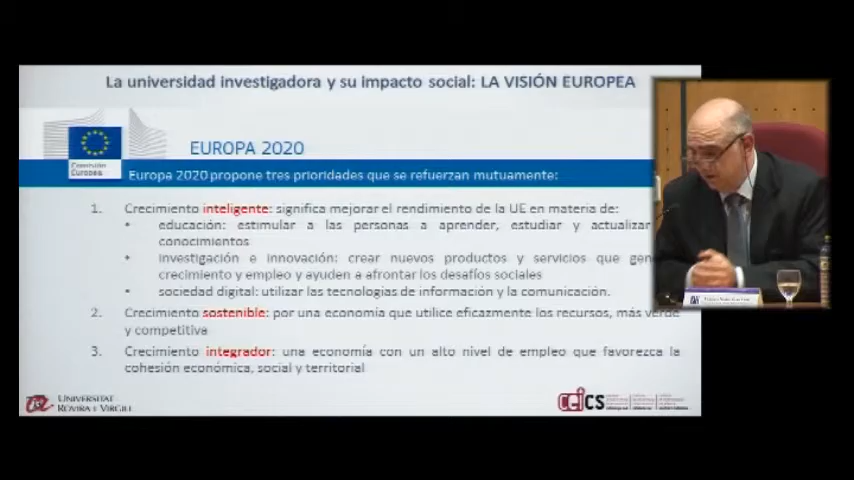 La universidad investigadora y su impacto social: LA VISIÓN EUROPEA
Comisión
Europea
EUROPA 2020
Europa 2020 propone tres prioridades que se refuerzan mutuamente:
1. Crecimiento inteligente: significa mejorar el rendimiento de la UE en materia de:
• educación: estimular a las personas a aprender, estudiar y actualizar
conocimientos
• investigación e innovación: crear nuevos productos y servicios que gen
crecimiento y empleo y ayuden a afrontar los desafíos sociales
• sociedad digital: utilizar las tecnologías de información y la comunicación.
2. Crecimiento sostenible: por una economía que utilice eficazmente los recursos, más verde
y competitiva
3. Crecimiento integrador: una economía con un alto nivel de empleo que favorezca la
cohesión económica, social y territorial
UNIVERSITAT
ROVIRA I VIRGILI
ceics